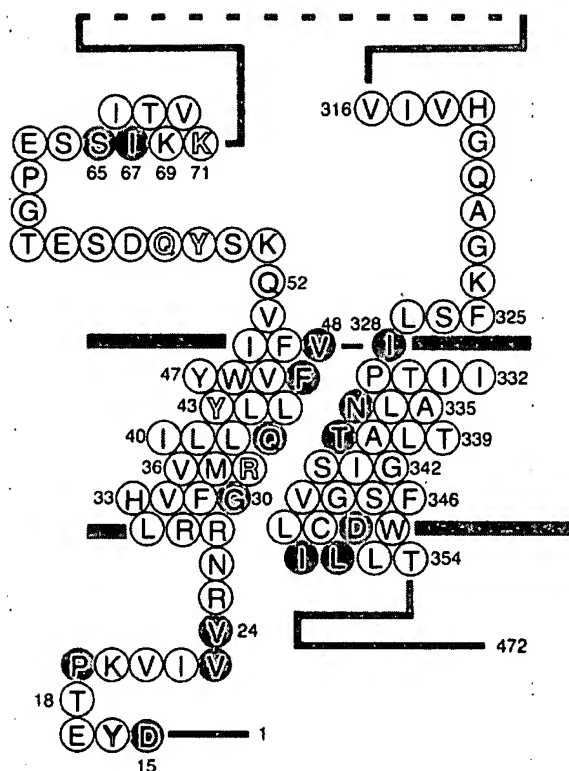 316 V I V H
I T V
E S S I K K
65 67 69 71
G
P
Q
G
A
T E S D Q Y S K
G
Q 52
K
V
L S F 325
I F V 48 328 I
47 Y W V F
P T I I 332
43 Y L L
N L A 335
40 I L L Q
T A L T 339
36 V M R
S I G 342
33 H V F G 30
V G S F 346
L R R
L C D W
N
I L L T 354
R
V 24
472
P K V I V
18 T
E Y D 1
15